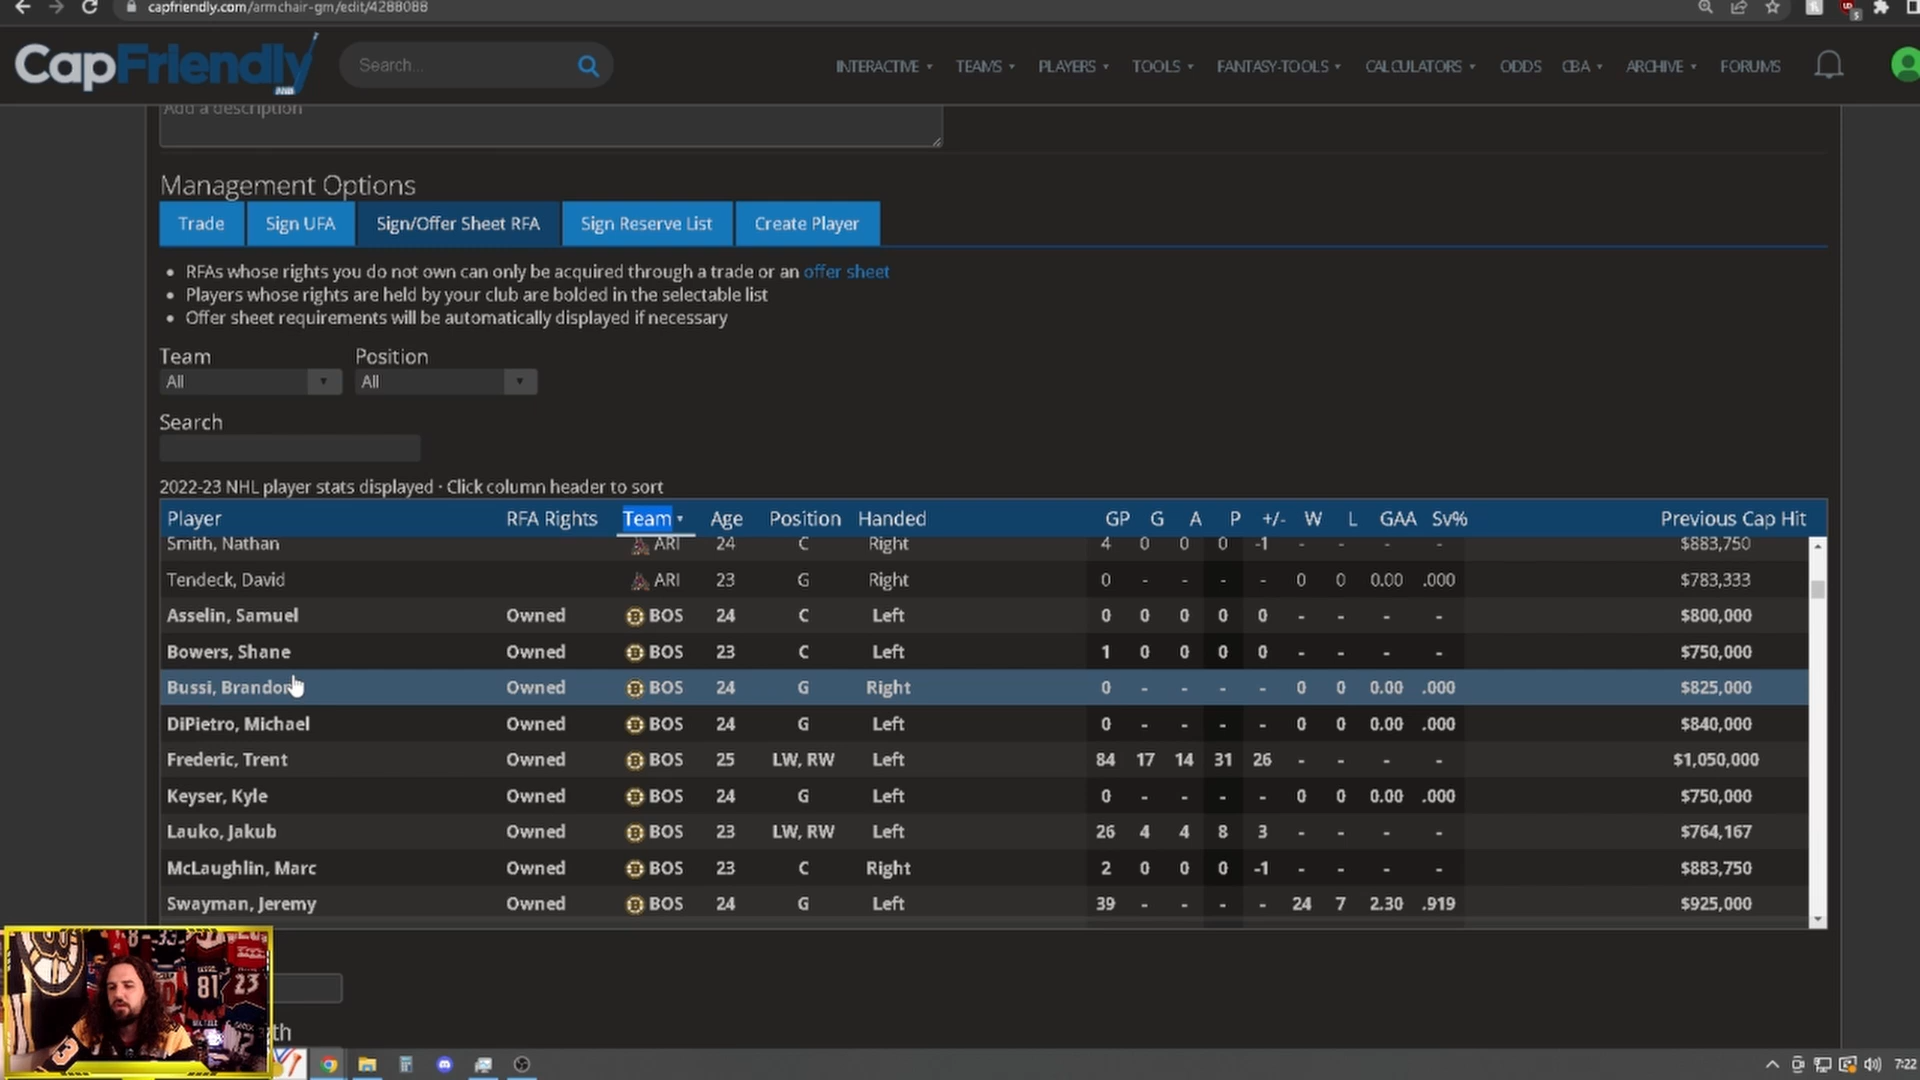 capfriendly.com/armchair-gm/edit/4288088
CapFriendly Search... INTERACTIVE TEAMS PLAYERS TOOLS FANTASY-TOOLS CALCULATORS ODDS CBA ARCHIVE FORUMS
Add a description
Management Options
Trade Sign UFA Sign/Offer Sheet RFA Sign Reserve List Create Player
• RFAs whose rights you do not own can only be acquired through a trade or an offer sheet
• Players whose rights are held by your club are bolded in the selectable list
• Offer sheet requirements will be automatically displayed if necessary
Team Position
All All
Search
2022-23 NHL player stats displayed · Click column header to sort
Player RFA Rights Team Age Position Handed GP G A P +/- W L GAA Sv% Previous Cap Hit
Smith, Nathan ARI 24 C Right 4 0 0 0 -1 - - - - $883,750
Tendeck, David ARI 23 G Right 0 - - - - 0 0 0.00 .000 $783,333
Asselin, Samuel Owned BOS 24 C Left 0 0 0 0 0 - - - - $800,000
Bowers, Shane Owned BOS 23 C Left 1 0 0 0 0 - - - - $750,000
Bussi, Brandon Owned BOS 24 G Right 0 - - - - 0 0 0.00 .000 $825,000
DiPietro, Michael Owned BOS 24 G Left 0 - - - - 0 0 0.00 .000 $840,000
Frederic, Trent Owned BOS 25 LW, RW Left 84 17 14 31 26 - - - - $1,050,000
Keyser, Kyle Owned BOS 24 G Left 0 - - - - 0 0 0.00 .000 $750,000
Lauko, Jakub Owned BOS 23 LW, RW Left 26 4 4 8 3 - - - - $764,167
McLaughlin, Marc Owned BOS 23 C Right 2 0 0 0 -1 - - - - $883,750
Swayman, Jeremy Owned BOS 24 G Left 39 - - - - 24 7 2.30 .919 $925,000
81
23
th
7:22